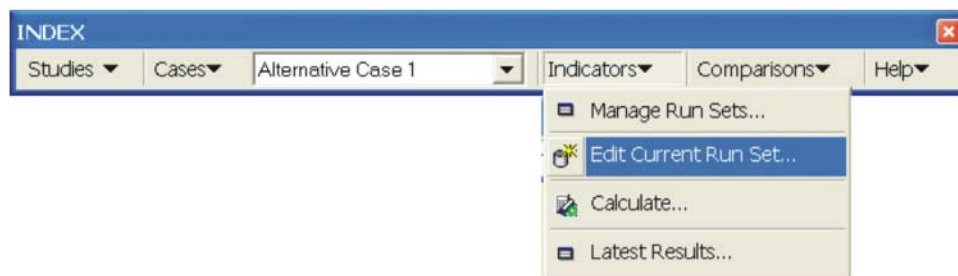 INDEX
Studies Cases Alternative Case 1 Indicators Comparisons Help
Manage Run Sets...
Edit Current Run Set...
Calculate...
Latest Results...